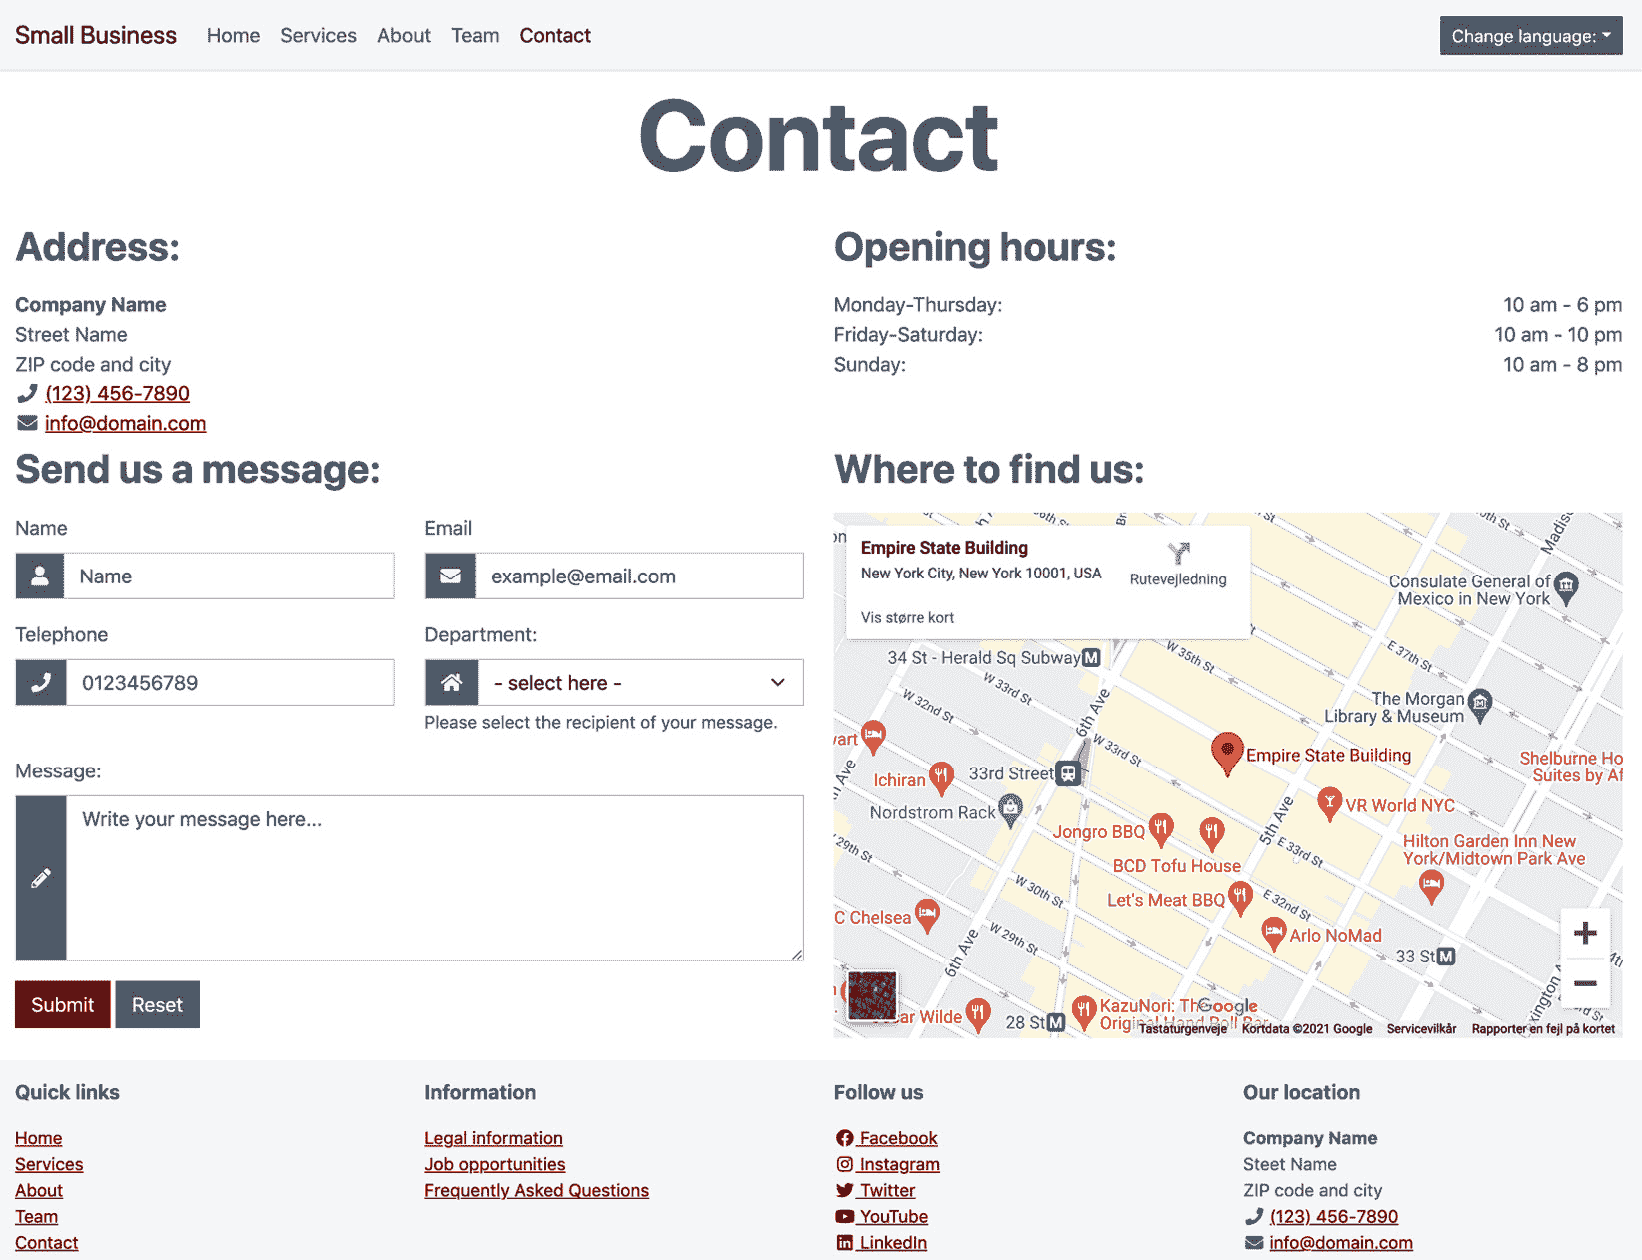 Small Business Home Services About Team Contact Change language:
Contact
Address:
Company Name
Street Name
ZIP code and city
(123) 456-7890
info@domain.com
Opening hours:
Monday-Thursday: 10 am - 6 pm
Friday-Saturday: 10 am - 10 pm
Sunday: 10 am - 8 pm
Send us a message:
Name
Name
Email
example@email.com
Telephone
0123456789
Department:
- select here -
Please select the recipient of your message.
Message:
Write your message here...
Submit Reset
Where to find us:
Empire State Building
New York City, New York 10001, USA
Rutevejledning
Vis større kort
Consulate General of
Mexico in New York
34 St - Herald Sq Subway
W 35th St
E 37th St
W 33rd St
W 32nd St
6th Ave
The Morgan
Library & Museum
W 33rd St
Empire State Building
Shelburne Ho
Suites by Af
33rd Street
Ichiran
Nordstrom Rack
VR World NYC
5th Ave
Jongro BBQ
E 33rd St
BCD Tofu House
Hilton Garden Inn New
York/Midtown Park Ave
29th St
W 30th St
Let's Meat BBQ
E 32nd St
C Chelsea
W 29th St
6th Ave
Arlo NoMad
33 St
KazuNori: Th
Google
28 St
Tastaturgenveje Kortdata ©2021 Google Servicevilkår Rapporter en fejl på kortet
Quick links
Home
Services
About
Team
Contact
Information
Legal information
Job opportunities
Frequently Asked Questions
Follow us
Facebook
Instagram
Twitter
YouTube
LinkedIn
Our location
Company Name
Steet Name
ZIP code and city
(123) 456-7890
info@domain.com